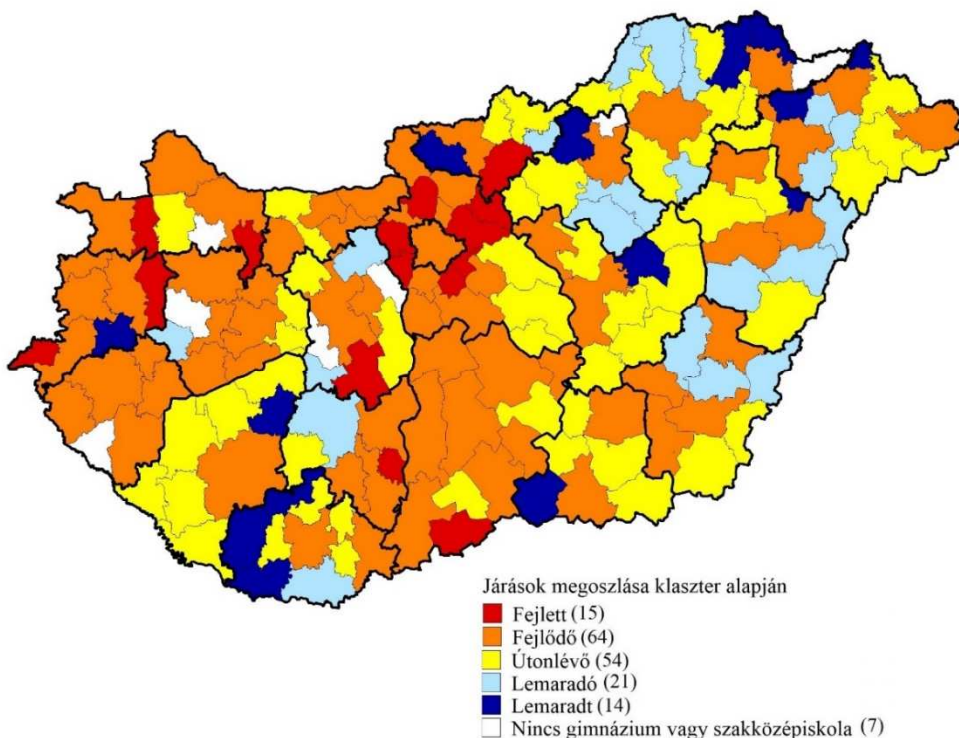 Járások megoszlása klaszter alapján
Fejlett (15)
Fejlődő (64)
Útonlévő (54)
Lemaradó (21)
Lemaradt (14)
Nincs gimnázium vagy szakközépiskola (7)